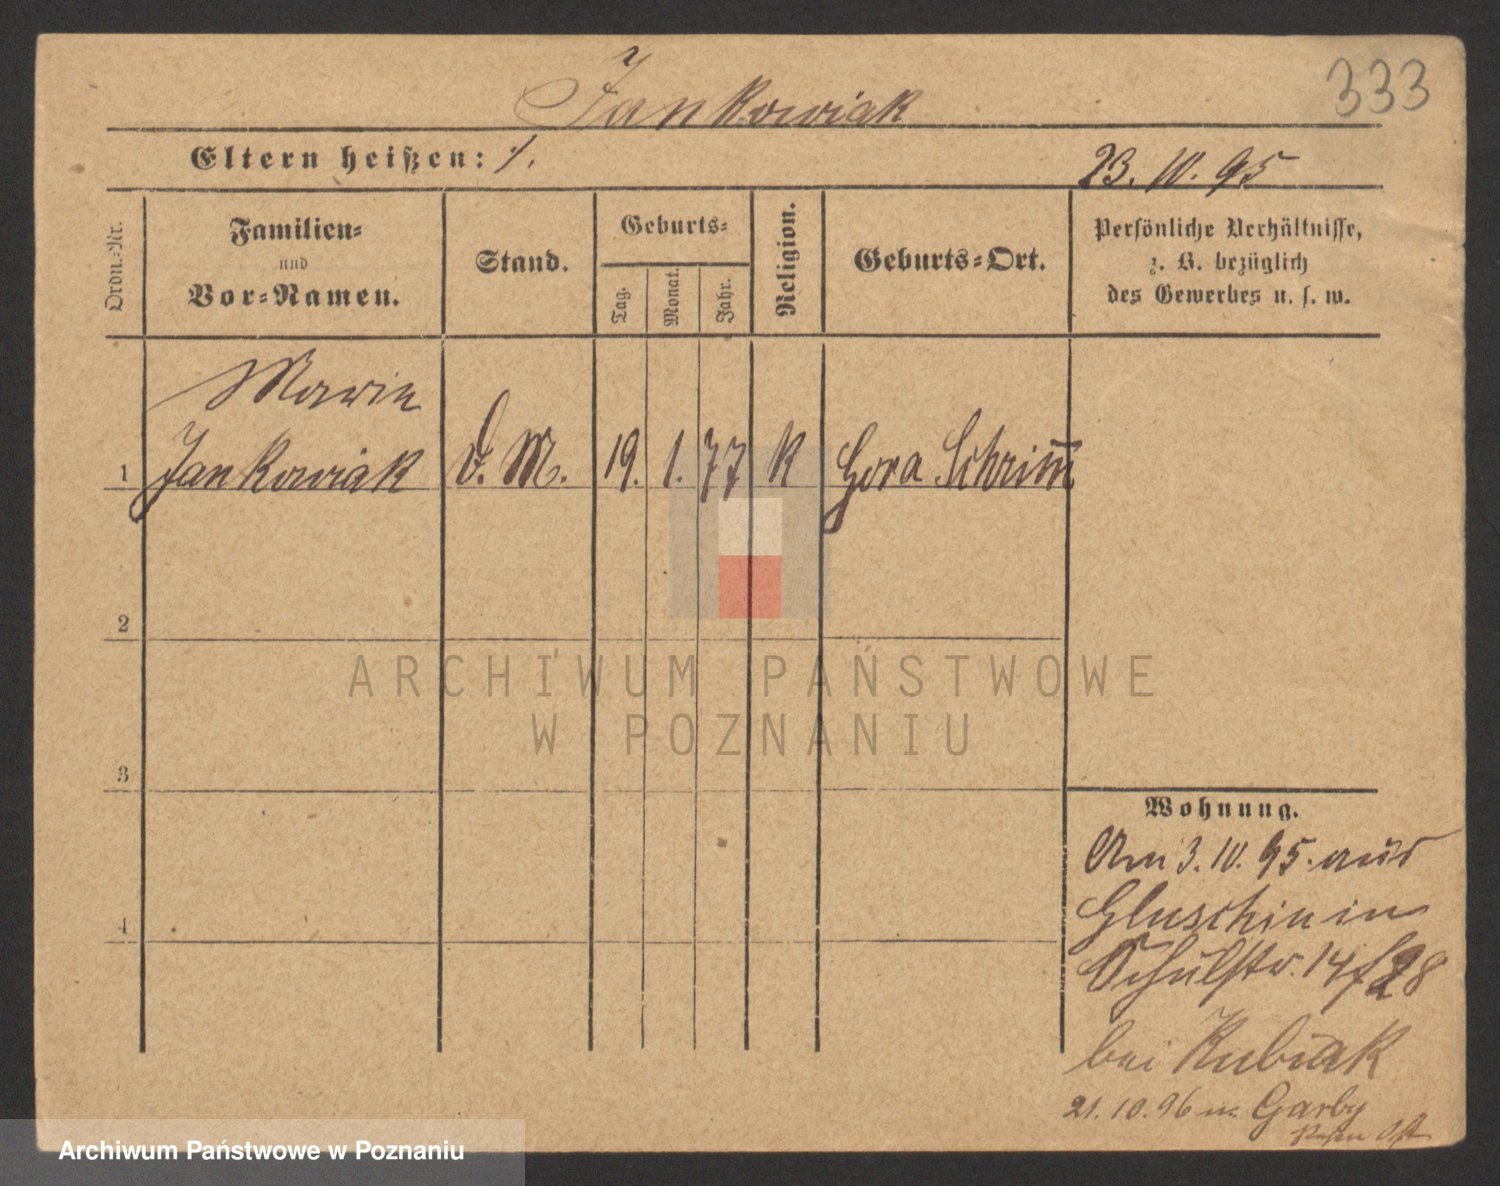 333
Jankowiak
Eltern heißen: ./.
23. 10. 95
Ordn.-Nr.
Familien-
und
Vor-Namen.
Stand.
Geburts-
Tag.
Monat.
Jahr.
Religion.
Geburts-Ort.
Persönliche Verhältnisse,
z. B. bezüglich
des Gewerbes u. s. w.
Marie
1 Jankowiak D. M. 19. 1. 77 K Gora Schrim̅
2
3
4
ARCHIWUM PAŃSTWOWE
W POZNANIU
Wohnung.
Am 3. 10. 95. aus
Gluschin in
Schulstr. 14 f 28
bei Kubiak
21. 10. 96 n. Garby
Posen Ost
Archiwum Państwowe w Poznaniu